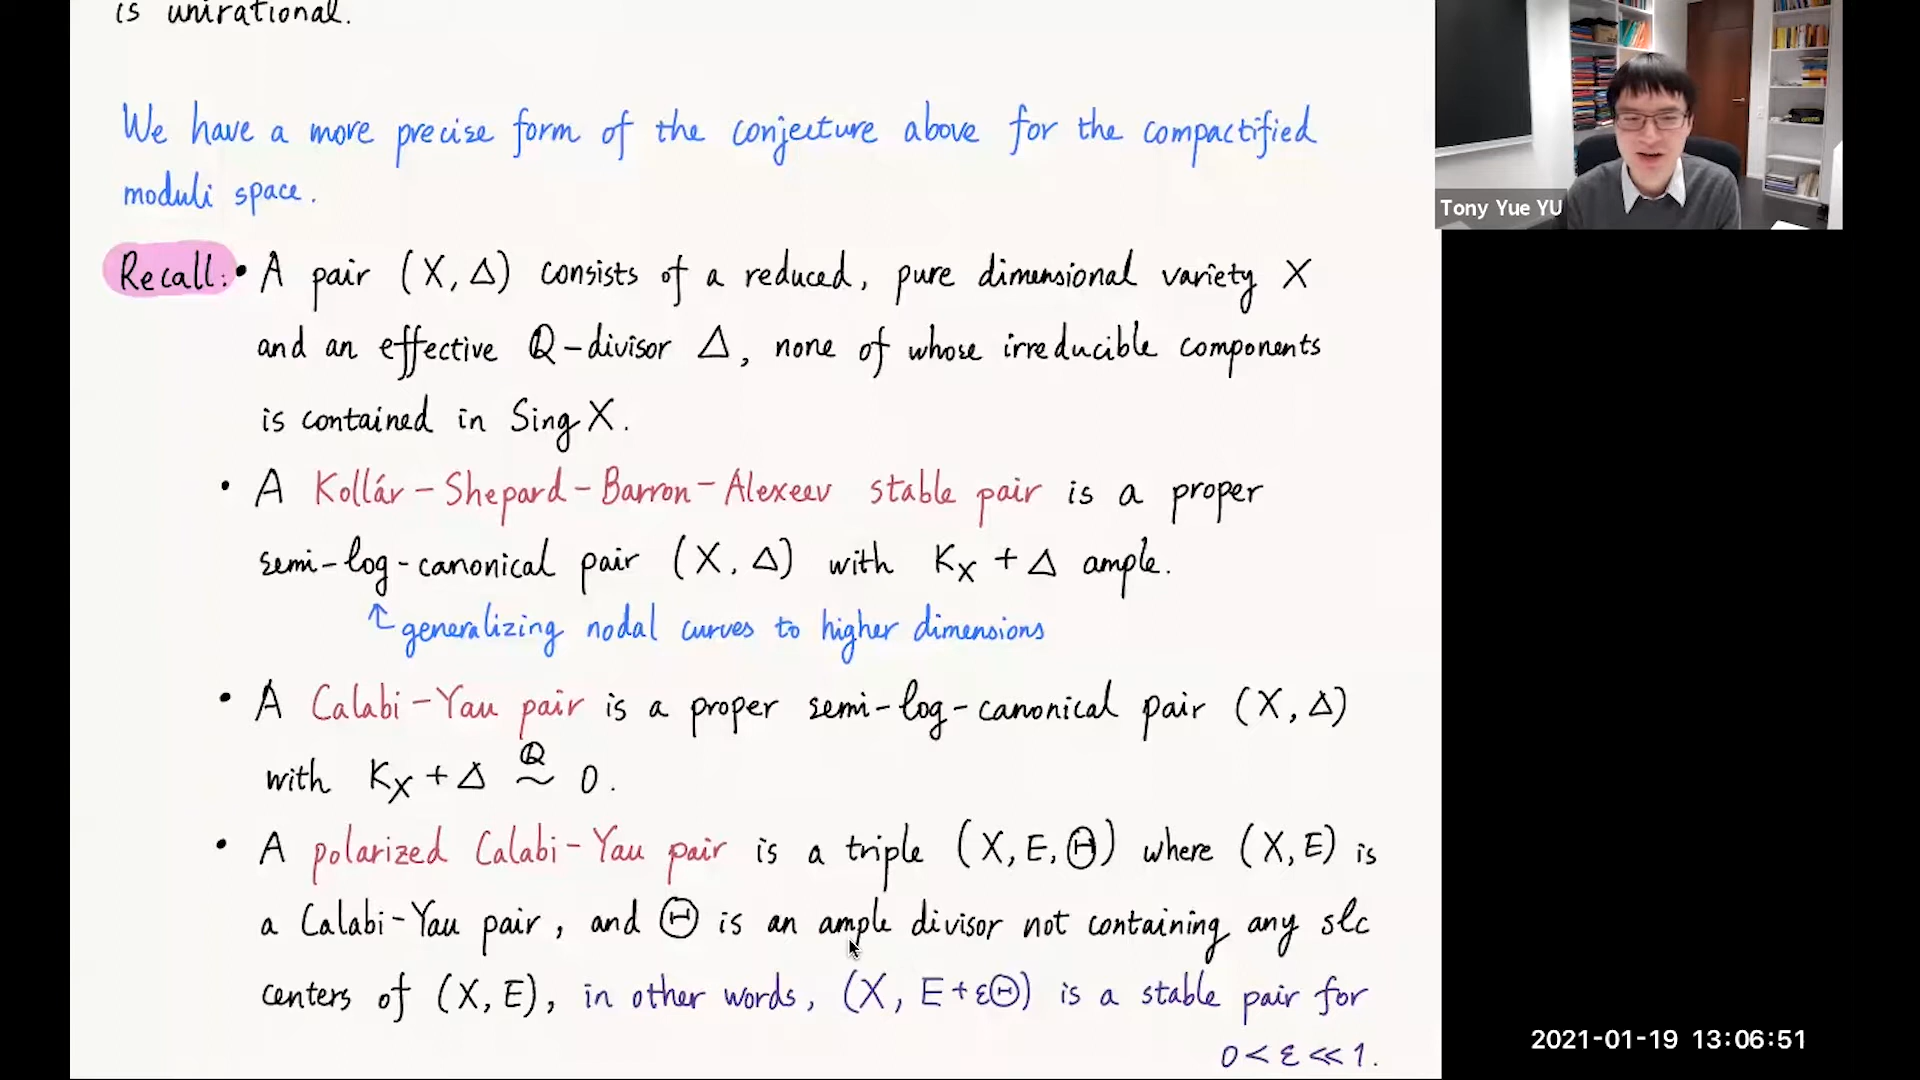 is unirational.
We have a more precise form of the conjecture above for the compactified
moduli space.
Recall: • A pair (X, Δ) consists of a reduced, pure dimensional variety X
and an effective Q-divisor Δ, none of whose irreducible components
is contained in Sing X.
• A Kollár-Shepard-Barron-Alexeev stable pair is a proper
semi-log-canonical pair (X, Δ) with K_X + Δ ample.
↑ generalizing nodal curves to higher dimensions
• A Calabi-Yau pair is a proper semi-log-canonical pair (X, Δ)
with K_X + Δ ~^Q 0.
• A polarized Calabi-Yau pair is a triple (X, E, Θ) where (X, E) is
a Calabi-Yau pair, and Θ is an ample divisor not containing any slc
centers of (X, E), in other words, (X, E+εΘ) is a stable pair for
0 < ε ≪ 1.
Tony Yue YU
2021-01-19 13:06:51